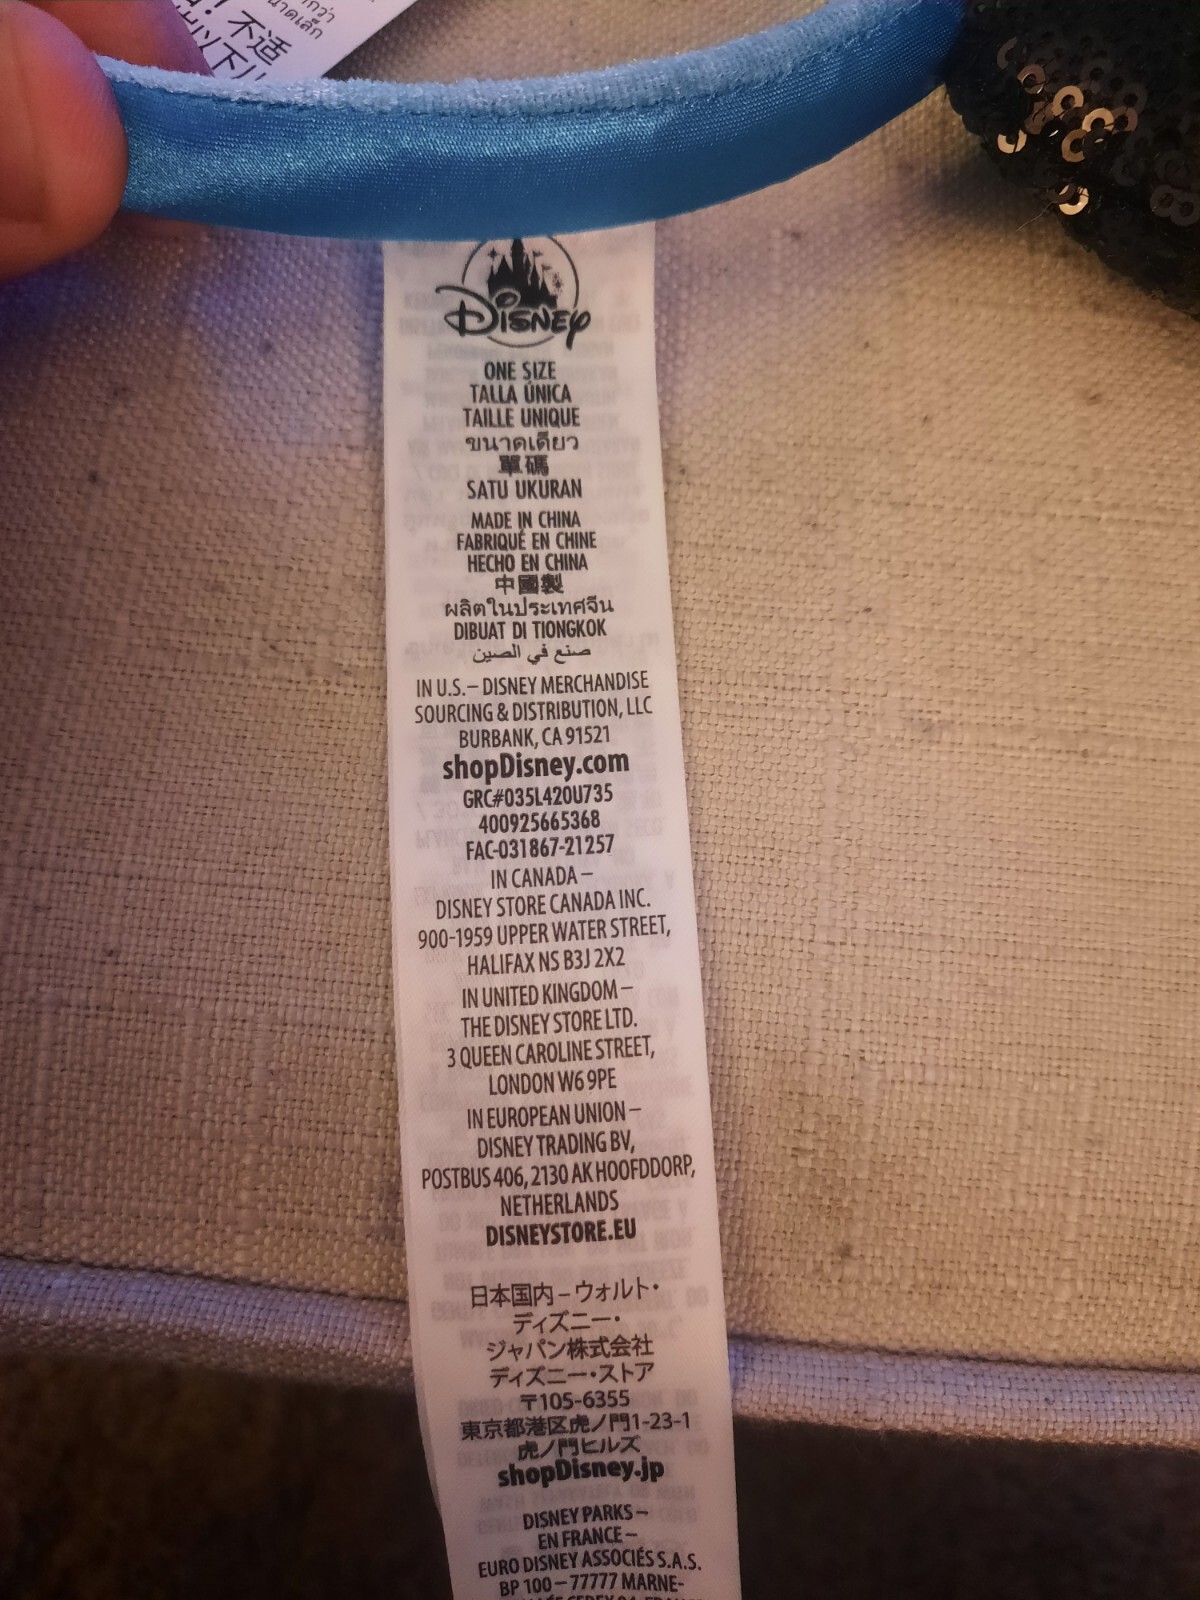 不适
以下
Disney
ONE SIZE
TALLA ÚNICA
TAILLE UNIQUE
ขนาดเดียว
單碼
SATU UKURAN
MADE IN CHINA
FABRIQUÉ EN CHINE
HECHO EN CHINA
中國製
ผลิตในประเทศจีน
DIBUAT DI TIONGKOK
صنع في الصين
IN U.S.– DISNEY MERCHANDISE
SOURCING & DISTRIBUTION, LLC
BURBANK, CA 91521
shopDisney.com
GRC#035L420U735
400925665368
FAC-031867-21257
IN CANADA –
DISNEY STORE CANADA INC.
900-1959 UPPER WATER STREET,
HALIFAX NS B3J 2X2
IN UNITED KINGDOM –
THE DISNEY STORE LTD.
3 QUEEN CAROLINE STREET,
LONDON W6 9PE
IN EUROPEAN UNION –
DISNEY TRADING BV,
POSTBUS 406, 2130 AK HOOFDDORP,
NETHERLANDS
DISNEYSTORE.EU
日本国内 – ウォルト・
ディズニー・
ジャパン株式会社
ディズニー・ストア
〒105-6355
東京都港区虎ノ門1-23-1
虎ノ門ヒルズ
shopDisney.jp
DISNEY PARKS –
EN FRANCE –
EURO DISNEY ASSOCIÉS S.A.S.
BP 100 – 77777 MARNE-